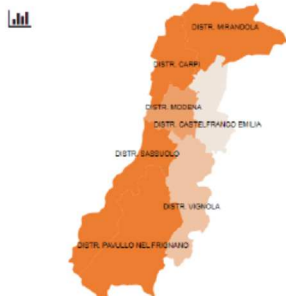 DISTR. MIRANDOLA
DISTR. CARPI
DISTR. MODENA
DISTR. CASTELFRANCO EMILIA
DISTR. SASSUOLO
DISTR. VIGNOLA
DISTR. PAVULLO NEL FRIGNANO